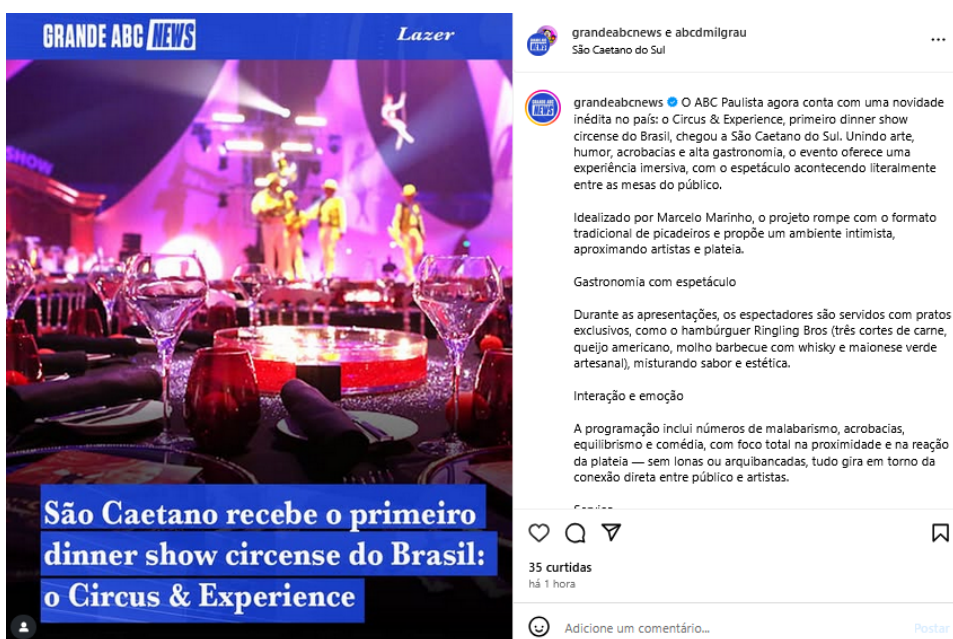 GRANDE ABC NEWS
Lazer
SHOW
São Caetano recebe o primeiro
dinner show circense do Brasil:
o Circus & Experience
grandeabcnews e abcdmilgrau
São Caetano do Sul
grandeabcnews O ABC Paulista agora conta com uma novidade
inédita no país: o Circus & Experience, primeiro dinner show
circense do Brasil, chegou a São Caetano do Sul. Unindo arte,
humor, acrobacias e alta gastronomia, o evento oferece uma
experiência imersiva, com o espetáculo acontecendo literalmente
entre as mesas do público.
Idealizado por Marcelo Marinho, o projeto rompe com o formato
tradicional de picadeiros e propõe um ambiente intimista,
aproximando artistas e plateia.
Gastronomia com espetáculo
Durante as apresentações, os espectadores são servidos com pratos
exclusivos, como o hambúrguer Ringling Bros (três cortes de carne,
queijo americano, molho barbecue com whisky e maionese verde
artesanal), misturando sabor e estética.
Interação e emoção
A programação inclui números de malabarismo, acrobacias,
equilibrismo e comédia, com foco total na proximidade e na reação
da plateia — sem lonas ou arquibancadas, tudo gira em torno da
conexão direta entre público e artistas.
35 curtidas
há 1 hora
Adicione um comentário...
Postar